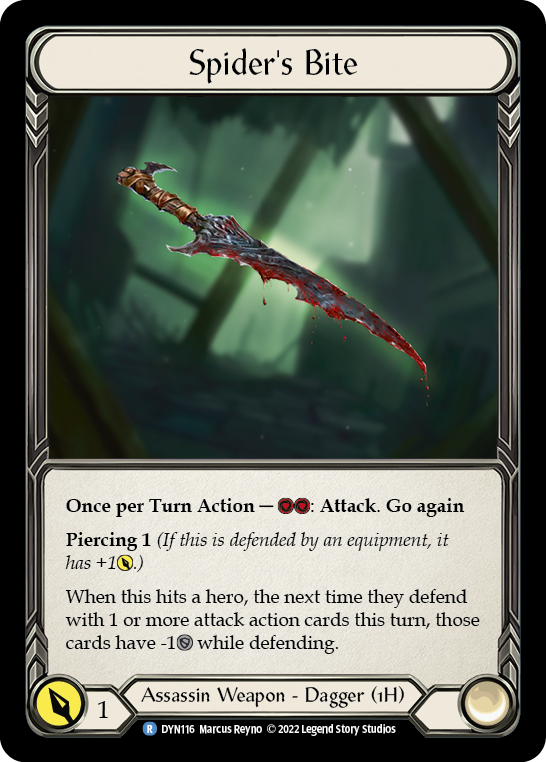 Spider's Bite
Once per Turn Action — : Attack. Go again
Piercing 1 (If this is defended by an equipment, it
has +1.)
When this hits a hero, the next time they defend
with 1 or more attack action cards this turn, those
cards have -1 while defending.
1
Assassin Weapon - Dagger (1H)
R DYN116 Marcus Reyno © 2022 Legend Story Studios